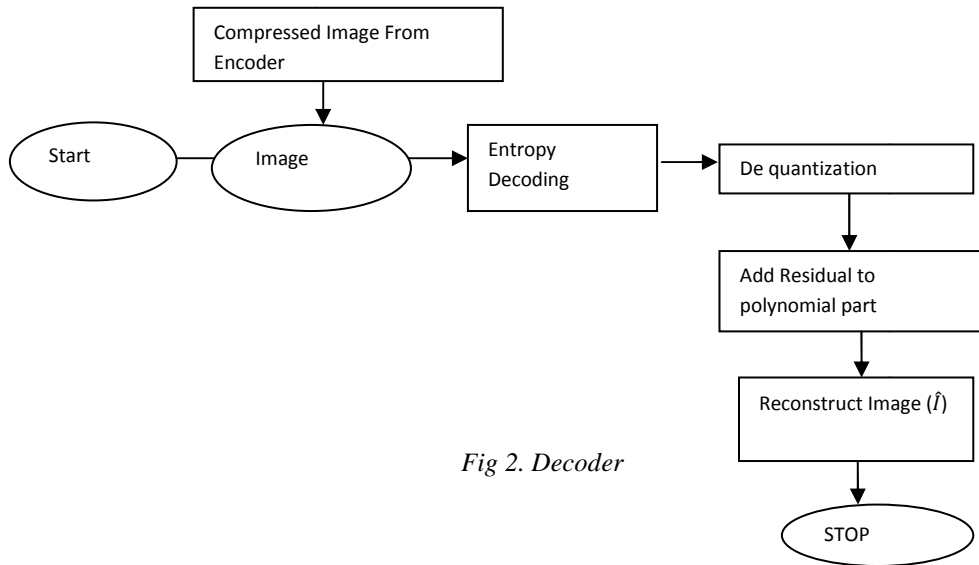 Compressed Image From
Encoder
Start
Image
Entropy
Decoding
De quantization
Add Residual to
polynomial part
Reconstruct Image (Î)
Fig 2. Decoder
STOP